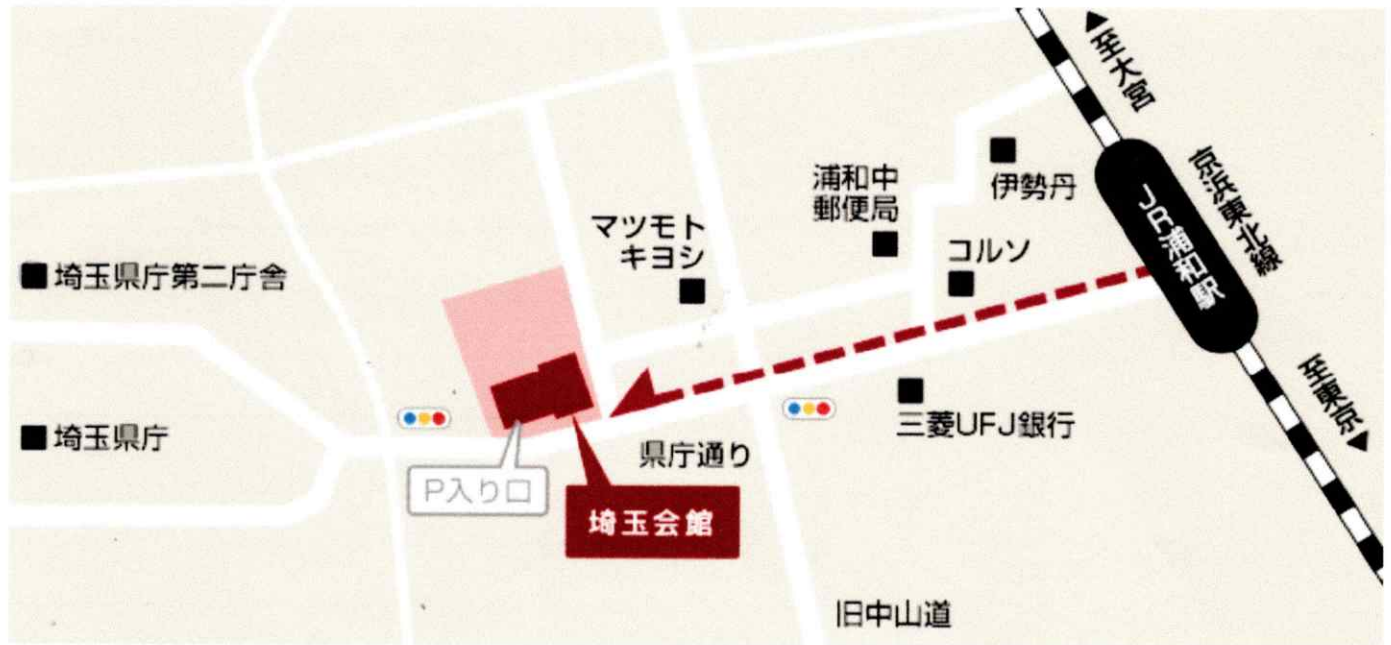 ▲至大宮
京浜東北線
JR浦和駅
至東京▼
伊勢丹
浦和中
郵便局
コルソ
マツモト
キヨシ
埼玉県庁第二庁舎
埼玉県庁
三菱UFJ銀行
県庁通り
P入り口
埼玉会館
旧中山道